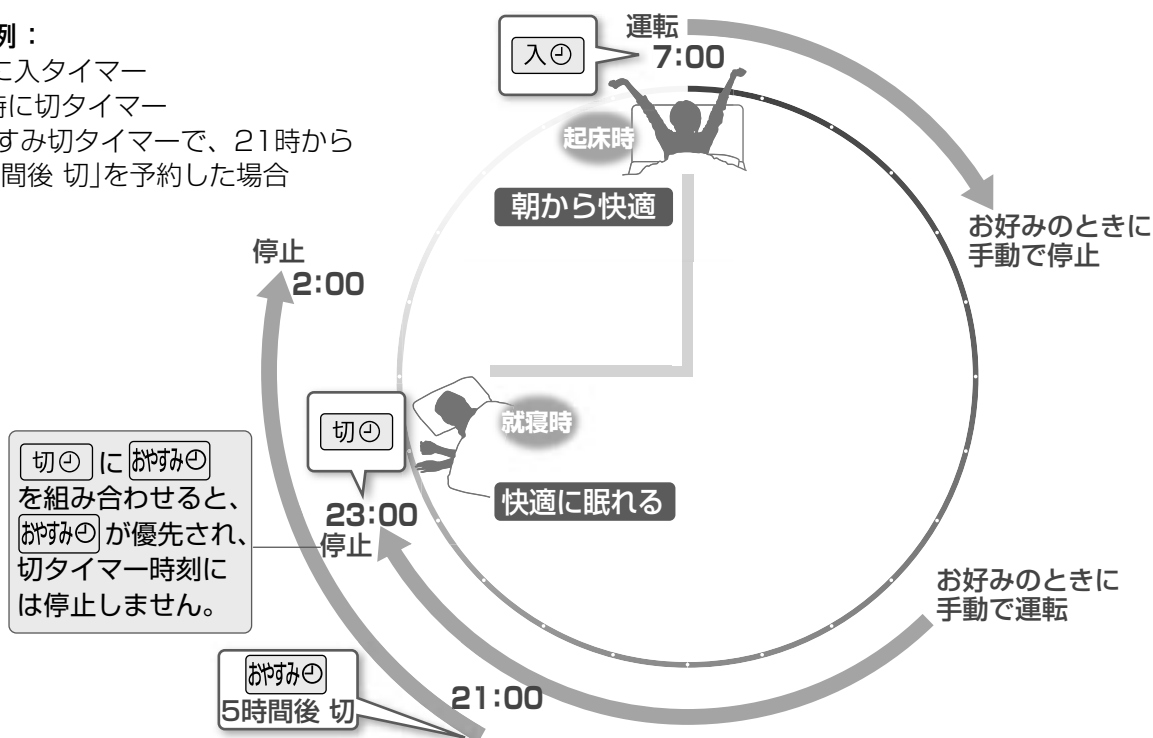 例：
に入タイマー
時に切タイマー
すみ切タイマーで、21時から
間後 切」を予約した場合
運転
7:00
入
起床時
朝から快適
お好みのときに
手動で停止
停止
2:00
切
就寝時
快適に眠れる
23:00
停止
切 に おやすみ
を組み合わせると、
おやすみ が優先され、
切タイマー時刻に
は停止しません。
お好みのときに
手動で運転
おやすみ
5時間後 切
21:00